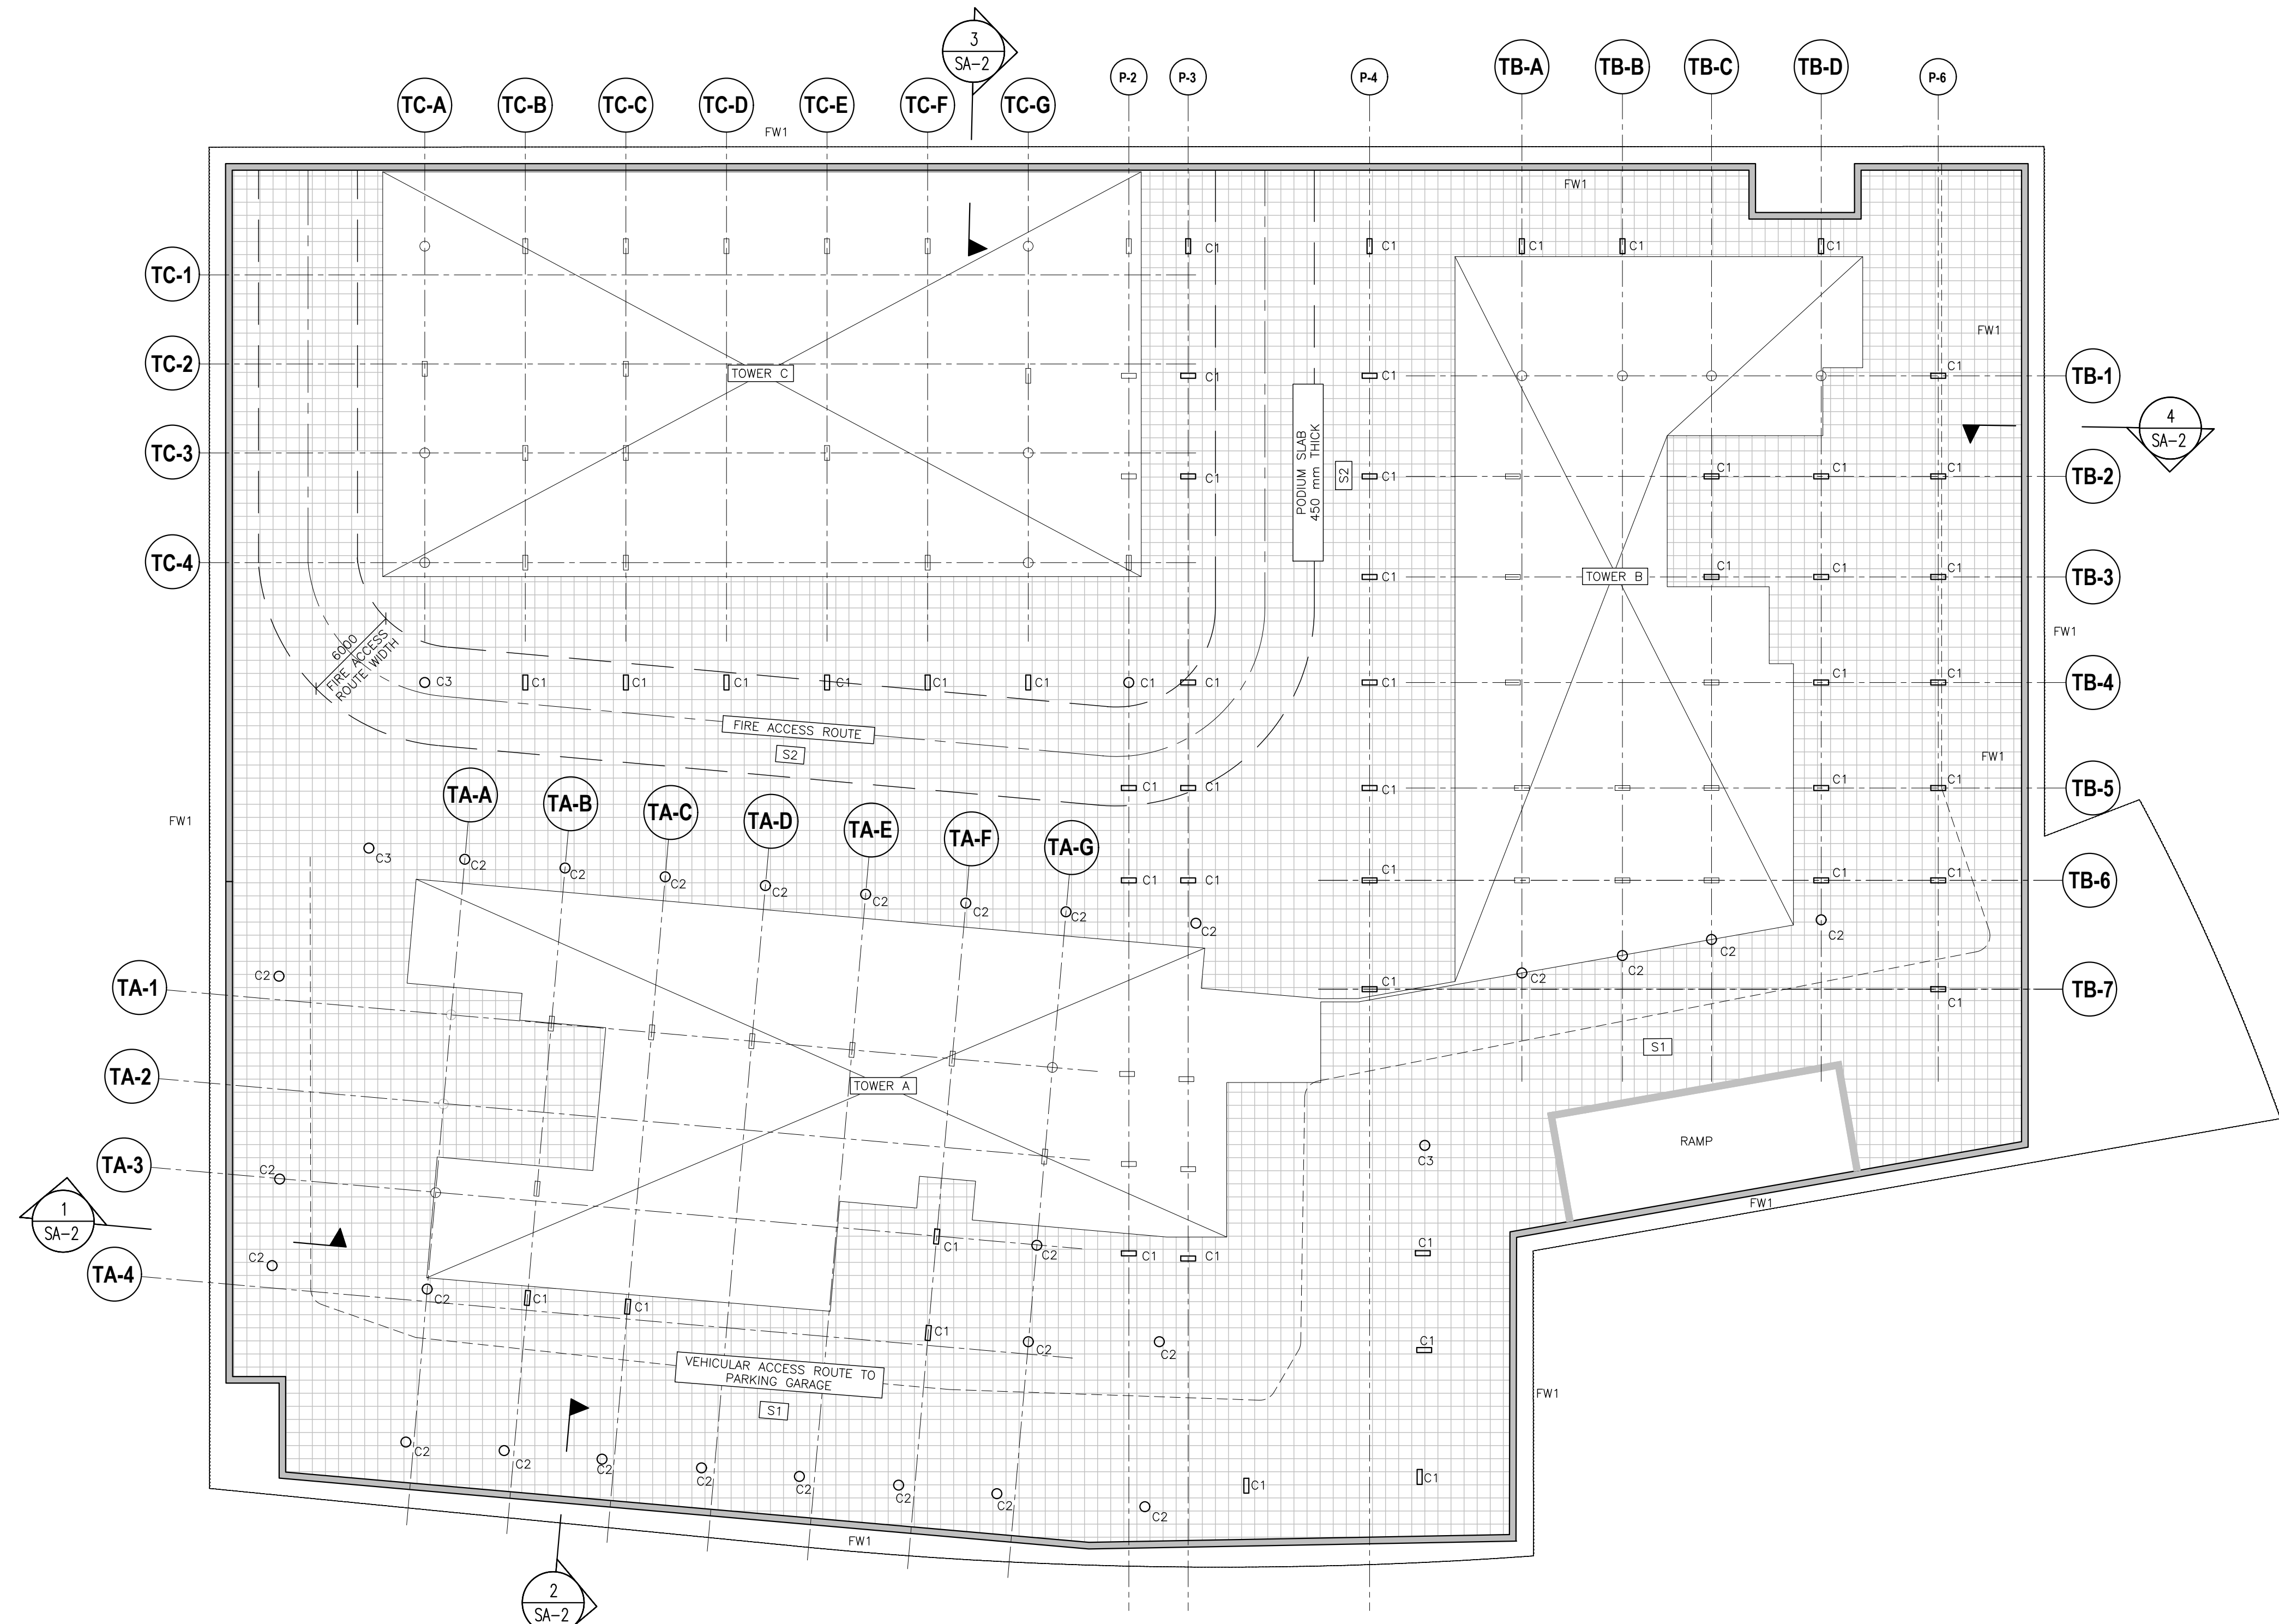 3
SA-2
TC-A
TC-B
TC-C
TC-D
TC-E
TC-F
TC-G
P-2
P-3
P-4
TB-A
TB-B
TB-C
TB-D
P-6
FW1
FW1
C1
C1
C1
C1
C1
TC-1
TC-2
TC-3
TC-4
FW1
TOWER C
C1
C1
C1
TB-1
4
SA-2
PODIUM SLAB
450 mm THICK
S2
C1
C1
C1
C1
C1
TB-2
C1
TOWER B
C1
C1
C1
TB-3
FW1
6000
FIRE ACCESS
ROUTE WIDTH
C3
C1
C1
C1
C1
C1
C1
C1
C1
C1
C1
C1
TB-4
FIRE ACCESS ROUTE
S2
FW1
TA-A
TA-B
TA-C
TA-D
TA-E
TA-F
TA-G
C1
C1
C1
C1
C1
TB-5
FW1
C3
C2
C2
C2
C2
C2
C2
C2
C1
C1
C1
C1
C1
TB-6
C2
C2
C2
C2
C2
C2
TA-1
C1
C1
TB-7
S1
TA-2
TOWER A
C3
RAMP
TA-3
C2
FW1
1
SA-2
C1
C2
C1
C1
C1
C2
TA-4
C2
C1
C1
C1
C2
C2
C1
VEHICULAR ACCESS ROUTE TO
PARKING GARAGE
S1
FW1
C2
C2
C2
C2
C2
C2
C2
C2
C1
C1
FW1
2
SA-2